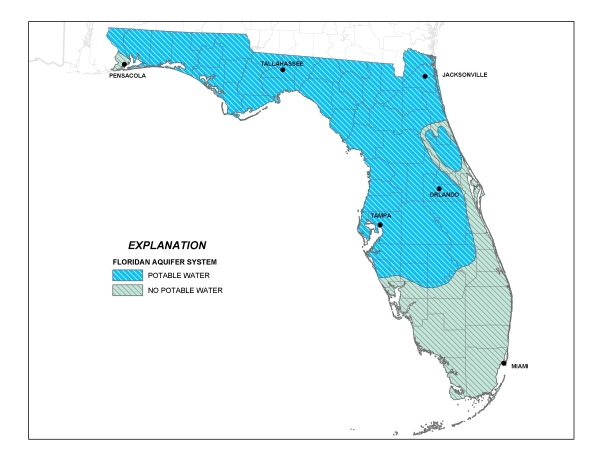 TALLAHASSEE
PENSACOLA
JACKSONVILLE
ORLANDO
TAMPA
EXPLANATION
FLORIDAN AQUIFER SYSTEM
POTABLE WATER
NO POTABLE WATER
MIAMI